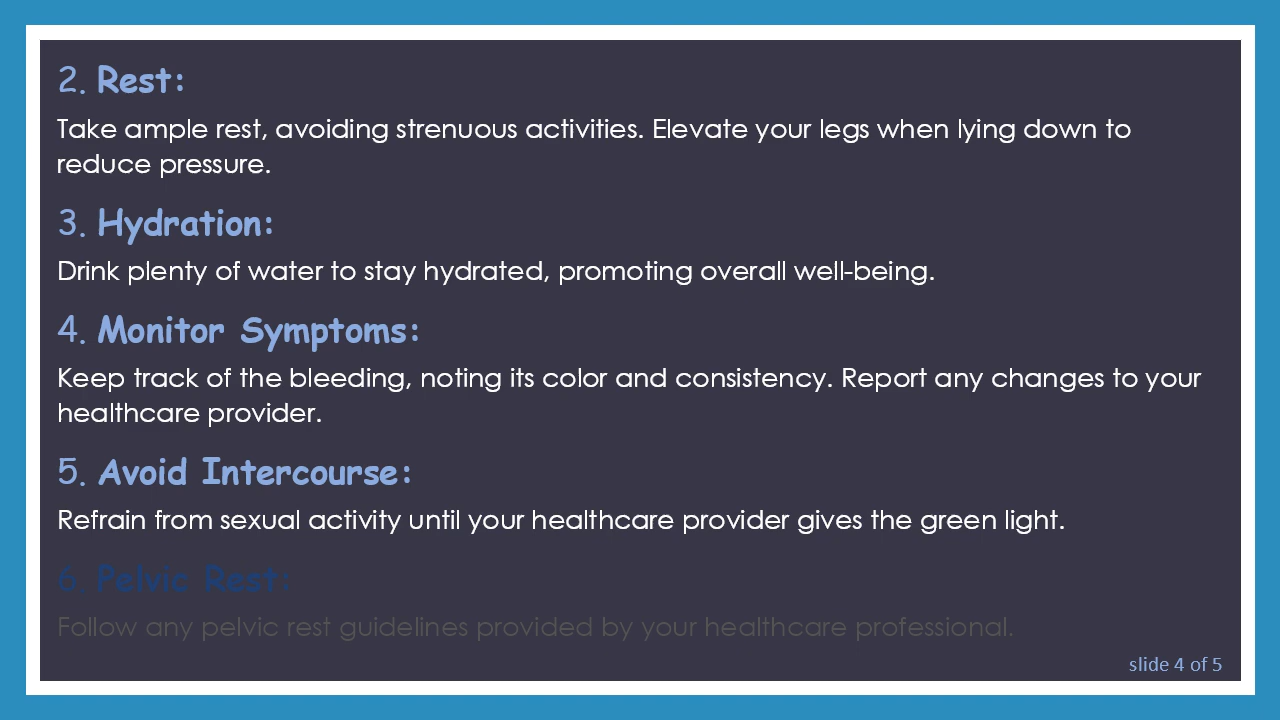 2. Rest:
Take ample rest, avoiding strenuous activities. Elevate your legs when lying down to
reduce pressure.
3. Hydration:
Drink plenty of water to stay hydrated, promoting overall well-being.
4. Monitor Symptoms:
Keep track of the bleeding, noting its color and consistency. Report any changes to your
healthcare provider.
5. Avoid Intercourse:
Refrain from sexual activity until your healthcare provider gives the green light.
6. Pelvic Rest:
Follow any pelvic rest guidelines provided by your healthcare professional.
slide 4 of 5